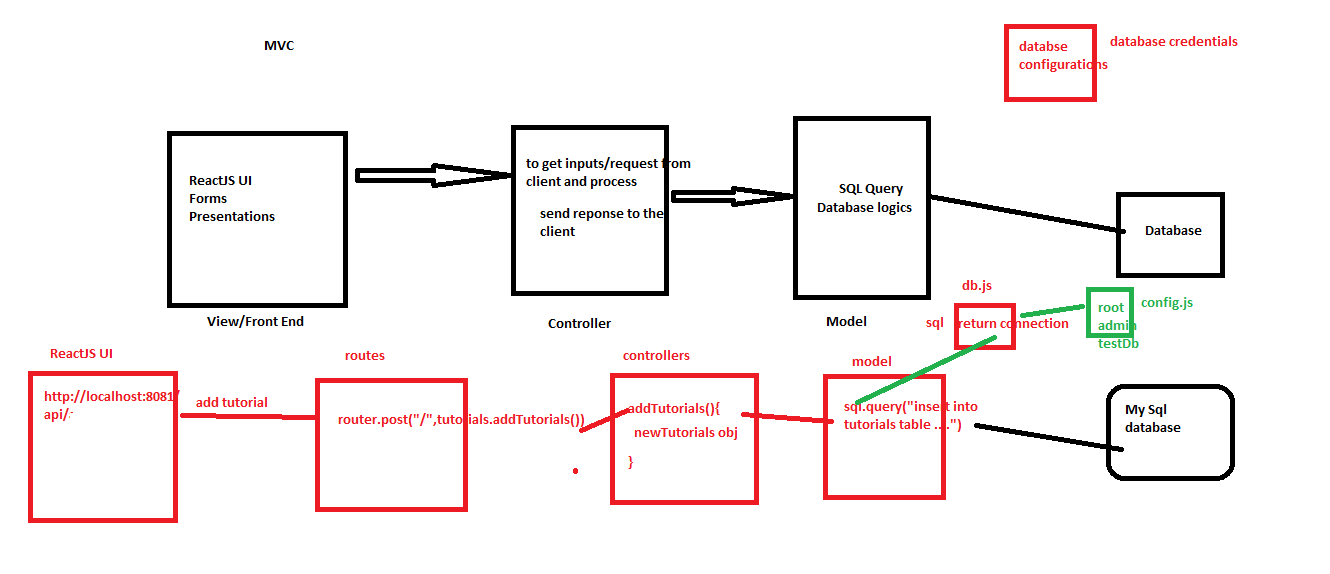 MVC
databse
configurations
database credentials
ReactJS UI
Forms
Presentations
to get inputs/request from
client and process
send reponse to the
client
SQL Query
Database logics
Database
View/Front End
Controller
Model
db.js
sql
return connection
root
admin
testDb
config.js
ReactJS UI
routes
controllers
model
http://localhost:8081/
api/-
add tutorial
router.post("/",tutorials.addTutorials())
addTutorials(){
newTutorials obj
}
sql.query("insert into
tutorials table ....")
My Sql
database